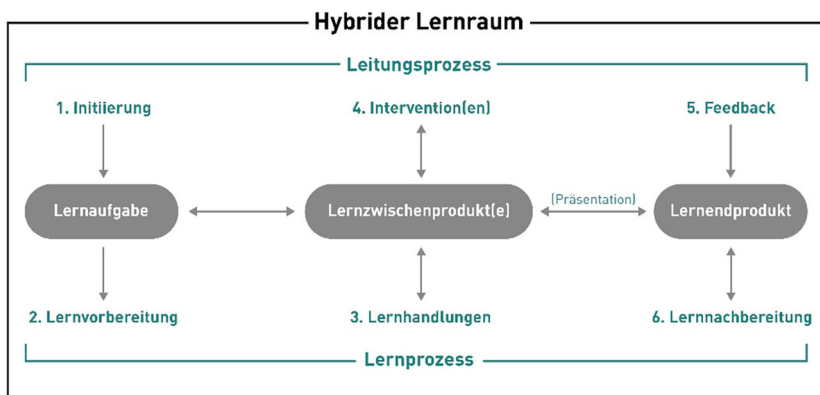 Hybrider Lernraum
Leitungsprozess
1. Initiierung
4. Intervention(en)
5. Feedback
Lernaufgabe
Lernzwischenprodukt(e)
(Präsentation)
Lernendprodukt
2. Lernvorbereitung
3. Lernhandlungen
6. Lernnachbereitung
Lernprozess